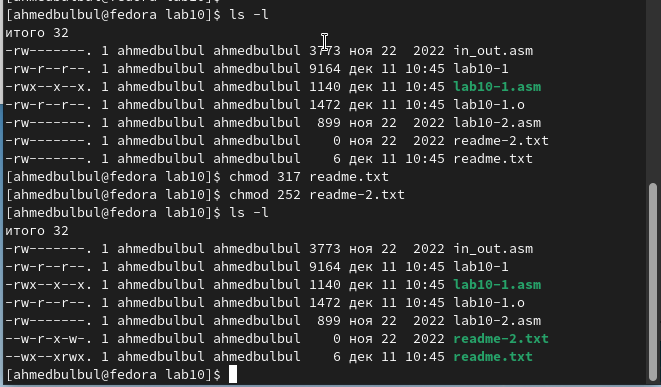 [ahmedbulbul@fedora lab10]$ ls -l
итого 32
-rw-------. 1 ahmedbulbul ahmedbulbul 3773 ноя 22  2022 in_out.asm
-rw-r--r--. 1 ahmedbulbul ahmedbulbul 9164 дек 11 10:45 lab10-1
-rwx--x--x. 1 ahmedbulbul ahmedbulbul 1140 дек 11 10:45 lab10-1.asm
-rw-r--r--. 1 ahmedbulbul ahmedbulbul 1472 дек 11 10:45 lab10-1.o
-rw-------. 1 ahmedbulbul ahmedbulbul  899 ноя 22  2022 lab10-2.asm
-rw-------. 1 ahmedbulbul ahmedbulbul    0 ноя 22  2022 readme-2.txt
-rw-------. 1 ahmedbulbul ahmedbulbul    6 дек 11 10:45 readme.txt
[ahmedbulbul@fedora lab10]$ chmod 317 readme.txt
[ahmedbulbul@fedora lab10]$ chmod 252 readme-2.txt
[ahmedbulbul@fedora lab10]$ ls -l
итого 32
-rw-------. 1 ahmedbulbul ahmedbulbul 3773 ноя 22  2022 in_out.asm
-rw-r--r--. 1 ahmedbulbul ahmedbulbul 9164 дек 11 10:45 lab10-1
-rwx--x--x. 1 ahmedbulbul ahmedbulbul 1140 дек 11 10:45 lab10-1.asm
-rw-r--r--. 1 ahmedbulbul ahmedbulbul 1472 дек 11 10:45 lab10-1.o
-rw-------. 1 ahmedbulbul ahmedbulbul  899 ноя 22  2022 lab10-2.asm
--w-r-x-w-. 1 ahmedbulbul ahmedbulbul    0 ноя 22  2022 readme-2.txt
--wx--xrwx. 1 ahmedbulbul ahmedbulbul    6 дек 11 10:45 readme.txt
[ahmedbulbul@fedora lab10]$